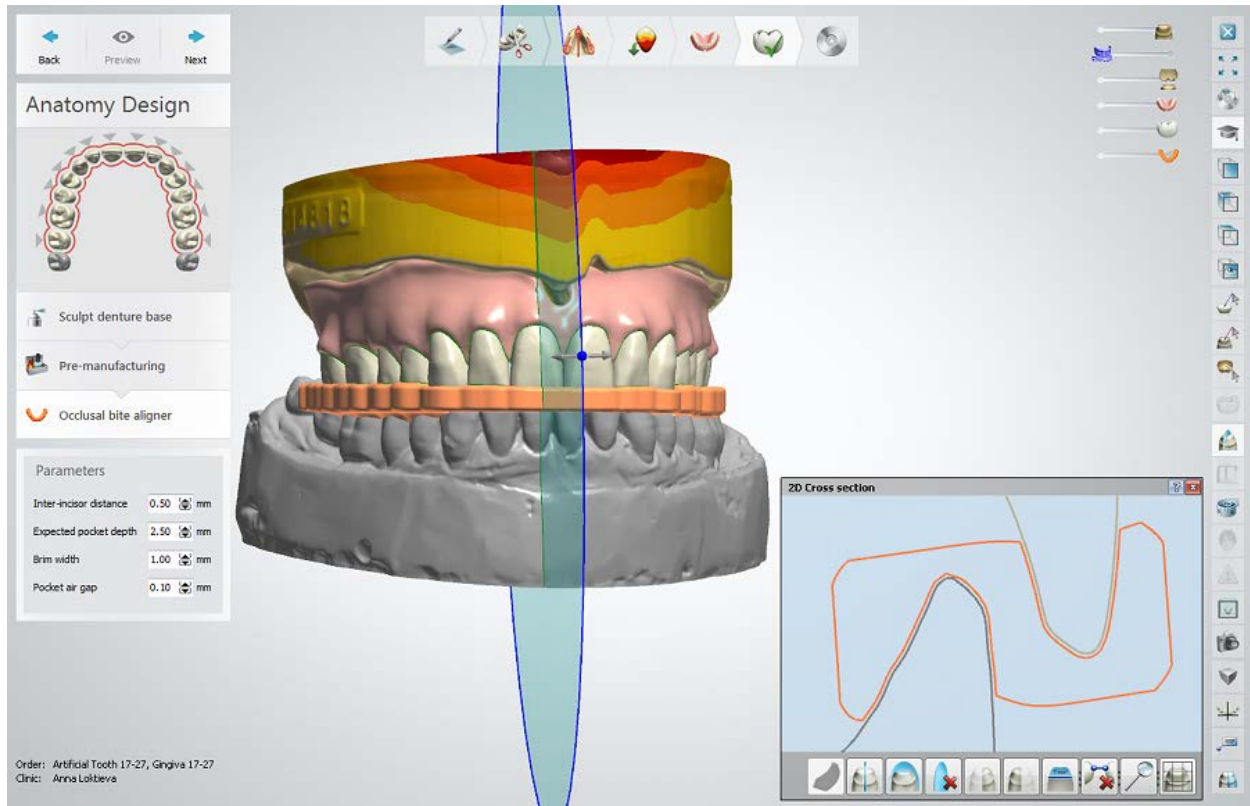 Back Preview Next
Anatomy Design
Sculpt denture base
Pre-manufacturing
Occlusal bite aligner
Parameters
Inter-incisor distance 0.50 mm
Expected pocket depth 2.50 mm
Brim width 1.00 mm
Pocket air gap 0.10 mm
Order: Artificial Tooth 17-27, Gingiva 17-27
Clinic: Anna Loktieva
2D Cross section